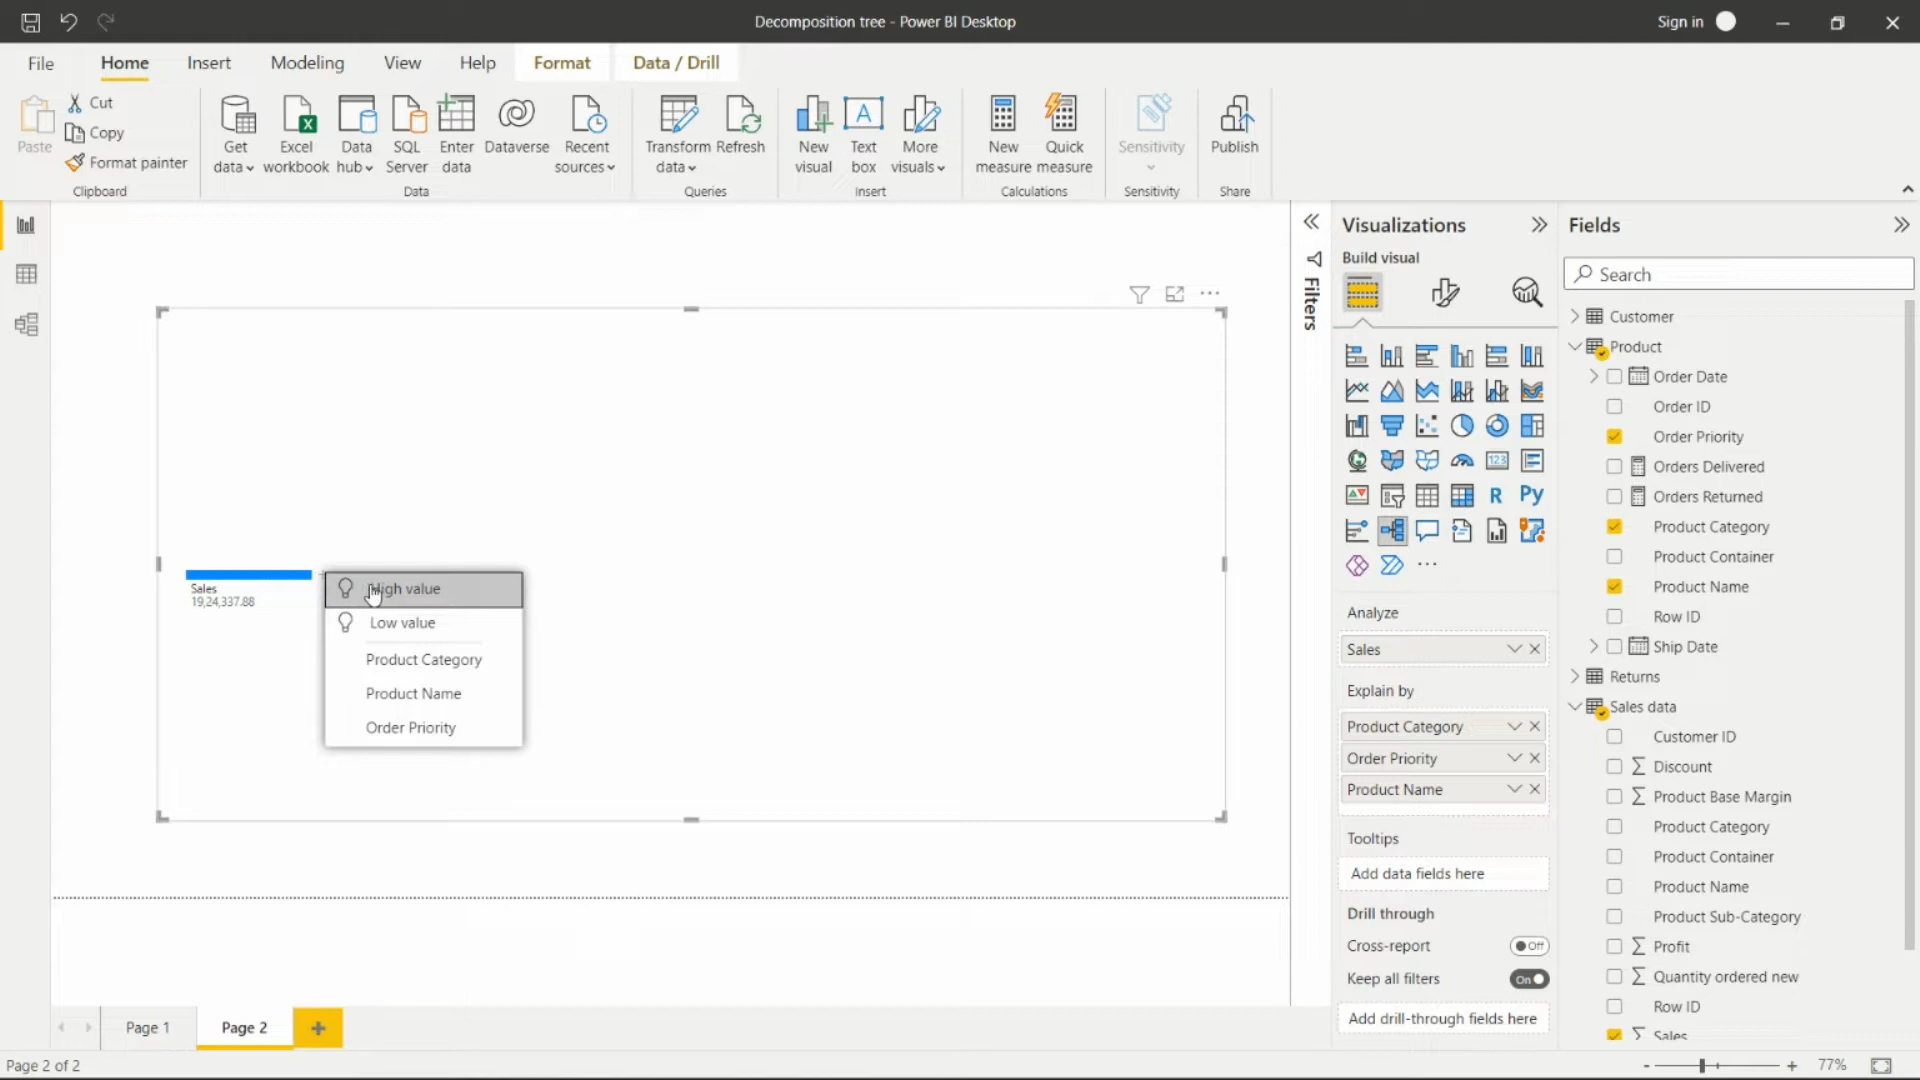 Decomposition tree - Power BI Desktop
Sign in
File
Home
Insert
Modeling
View
Help
Format
Data / Drill
Paste
Cut
Copy
Format painter
Clipboard
Get data
Excel workbook
Data hub
SQL Server
Enter data
Dataverse
Recent sources
Data
Transform data
Refresh
Queries
New visual
Text box
More visuals
Insert
New measure
Quick measure
Calculations
Sensitivity
Sensitivity
Publish
Share
Sales
19,24,337.88
High value
Low value
Product Category
Product Name
Order Priority
Filters
Visualizations
Build visual
123
R
Py
Analyze
Sales
Explain by
Product Category
Order Priority
Product Name
Tooltips
Add data fields here
Drill through
Cross-report
Off
Keep all filters
On
Add drill-through fields here
Fields
Search
Customer
Product
Order Date
Order ID
Order Priority
Orders Delivered
Orders Returned
Product Category
Product Container
Product Name
Row ID
Ship Date
Returns
Sales data
Customer ID
Discount
Product Base Margin
Product Category
Product Container
Product Name
Product Sub-Category
Profit
Quantity ordered new
Row ID
Sales
Page 1
Page 2
Page 2 of 2
77%